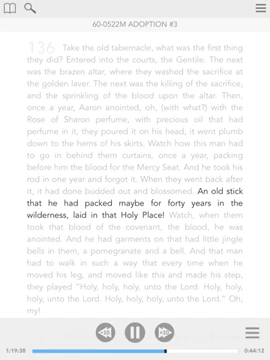 60-0522M ADOPTION #3
136 Take the old tabernacle, what was the first thing
they did? Entered into the courts, the Gentile. The next
was the brazen altar, where they washed the sacrifice at
the golden laver. The next was the killing of the sacrifice,
and the sprinkling of the blood upon the altar. Then,
once a year, Aaron anointed, oh, (with what?) with the
Rose of Sharon perfume, with precious oil that had
perfume in it, they poured it on his head, it went plumb
down to the hems of his skirts. Watch how this man had
to go in behind them curtains, once a year, packing
before him the blood for the Mercy Seat. And he took his
rod in one year and forgot it. When they went back after
it, it had done budded out and blossomed. An old stick
that he had packed maybe for forty years in the
wilderness, laid in that Holy Place! Watch, when them
took that blood of the covenant, the blood, he was
anointed. And he had garments on that had little jingle
bells in them, a pomegranate and a bell. And that man
had to walk in such a way that every time when he
moved his leg, and moved like this and made his step,
they played "Holy, holy, holy, unto the Lord. Holy, holy,
holy, unto the Lord. Holy, holy, holy, unto the Lord." Oh,
my!
1:19:38
0:44:12